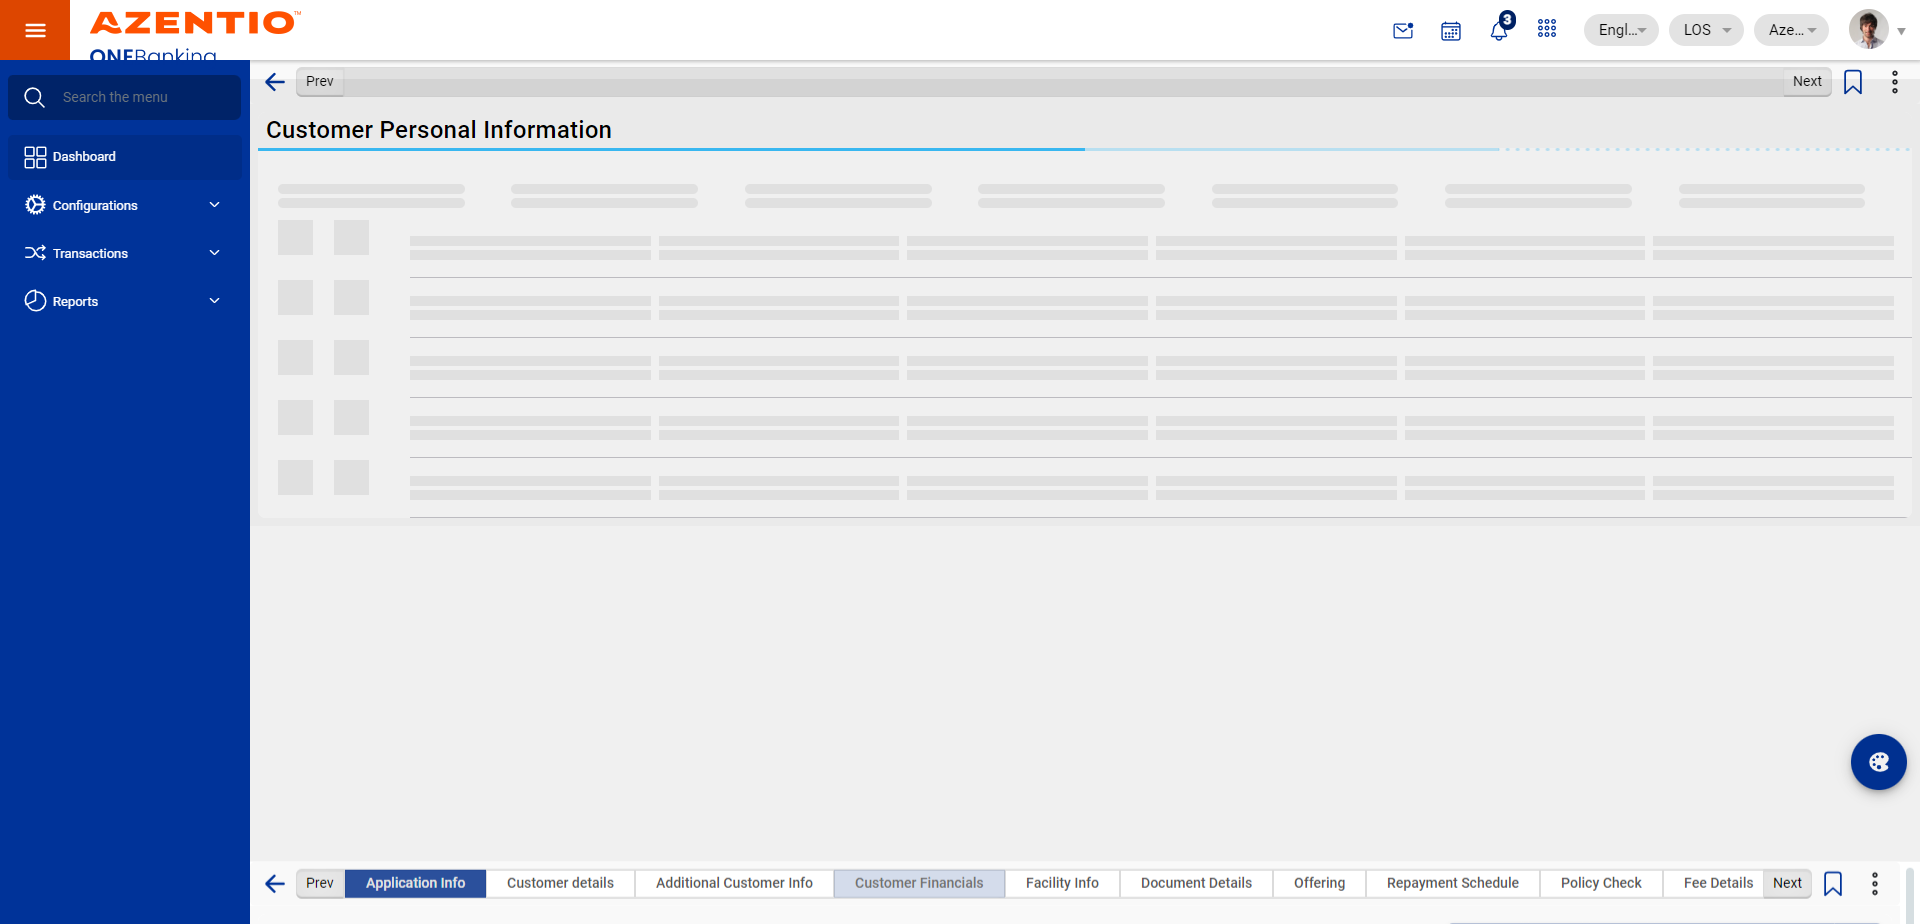 AZENTIO™
ONEBanking
3
Engl...
LOS
Aze...
Search the menu
Dashboard
Configurations
Transactions
Reports
Prev
Next
Customer Personal Information
Prev
Application Info
Customer details
Additional Customer Info
Customer Financials
Facility Info
Document Details
Offering
Repayment Schedule
Policy Check
Fee Details
Next